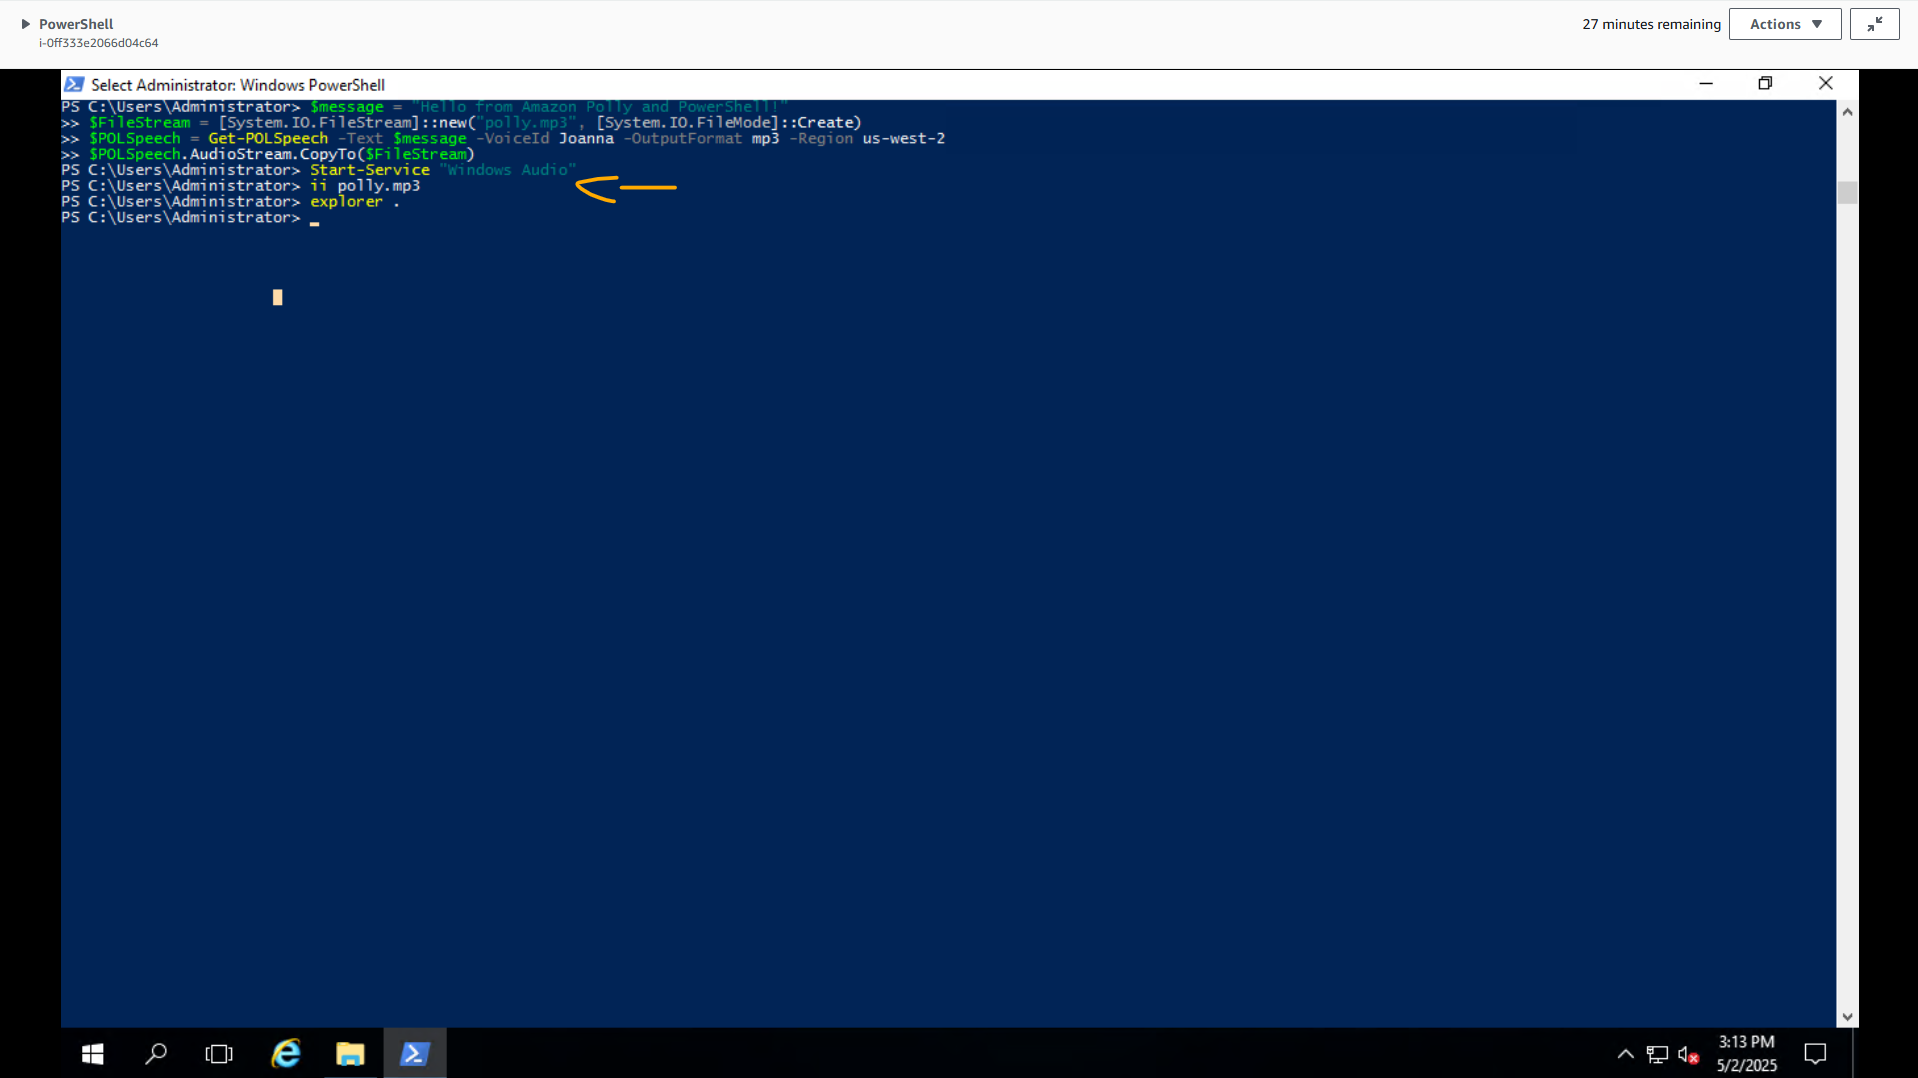 PowerShell
i-0ff333e2066d04c64
27 minutes remaining
Actions
Select Administrator: Windows PowerShell
PS C:\Users\Administrator> $message = "Hello from Amazon Polly and PowerShell!"
>> $FileStream = [System.IO.FileStream]::new("polly.mp3", [System.IO.FileMode]::Create)
>> $POLSpeech = Get-POLSpeech -Text $message -VoiceId Joanna -OutputFormat mp3 -Region us-west-2
>> $POLSpeech.AudioStream.CopyTo($FileStream)
PS C:\Users\Administrator> Start-Service "Windows Audio"
PS C:\Users\Administrator> ii polly.mp3
PS C:\Users\Administrator> explorer .
PS C:\Users\Administrator>
3:13 PM
5/2/2025